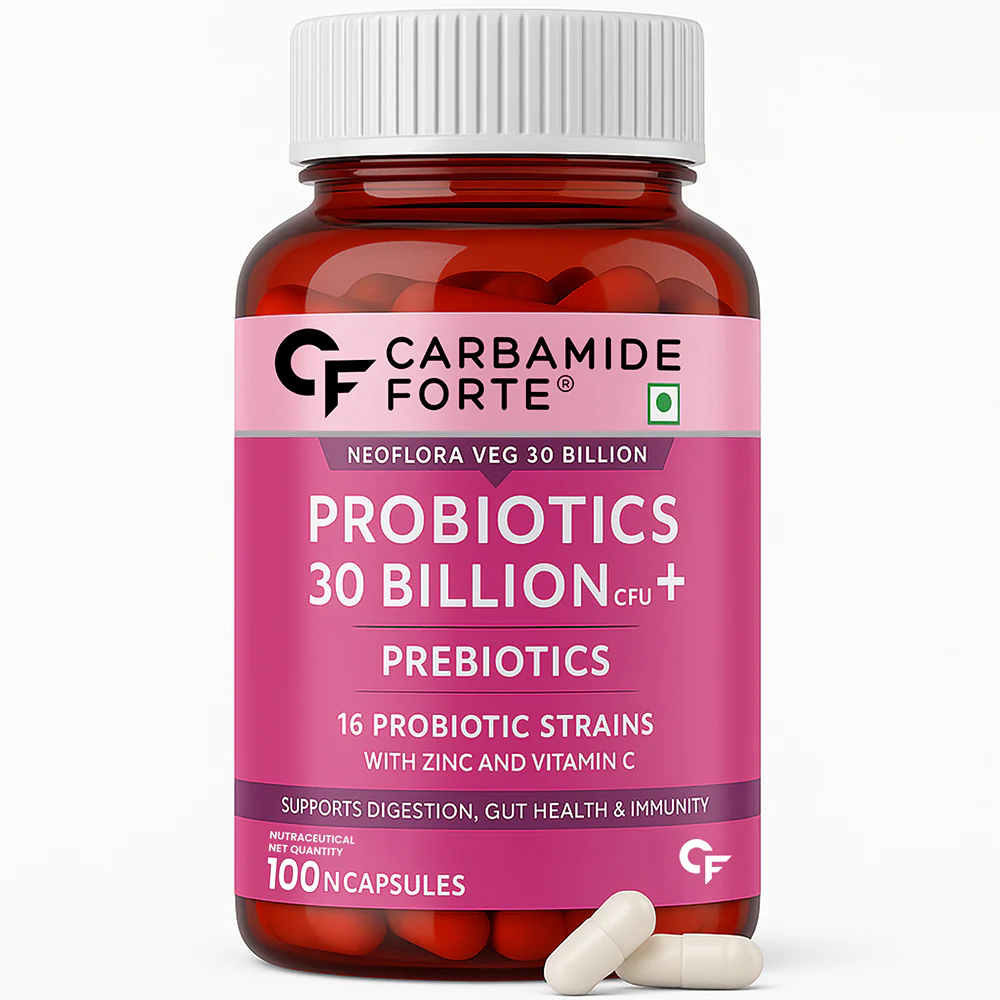 CF CARBAMIDE
FORTE®
NEOFLORA VEG 30 BILLION
PROBIOTICS
30 BILLION CFU +
PREBIOTICS
16 PROBIOTIC STRAINS
WITH ZINC AND VITAMIN C
SUPPORTS DIGESTION, GUT HEALTH & IMMUNITY
NUTRACEUTICAL
NET QUANTITY
100 N CAPSULES
CF